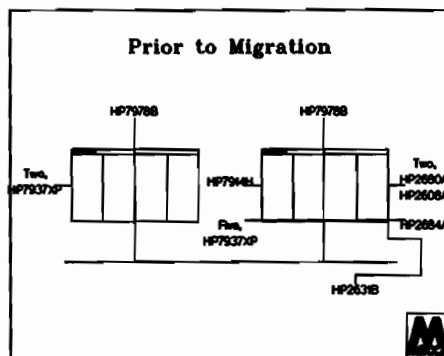 Prior to Migration
HP7978B
HP7978B
Two,
HP7937XP
HP7914H
Two,
HP2680A
HP2608A
Five,
HP7937XP
HP2684A
HP2631B